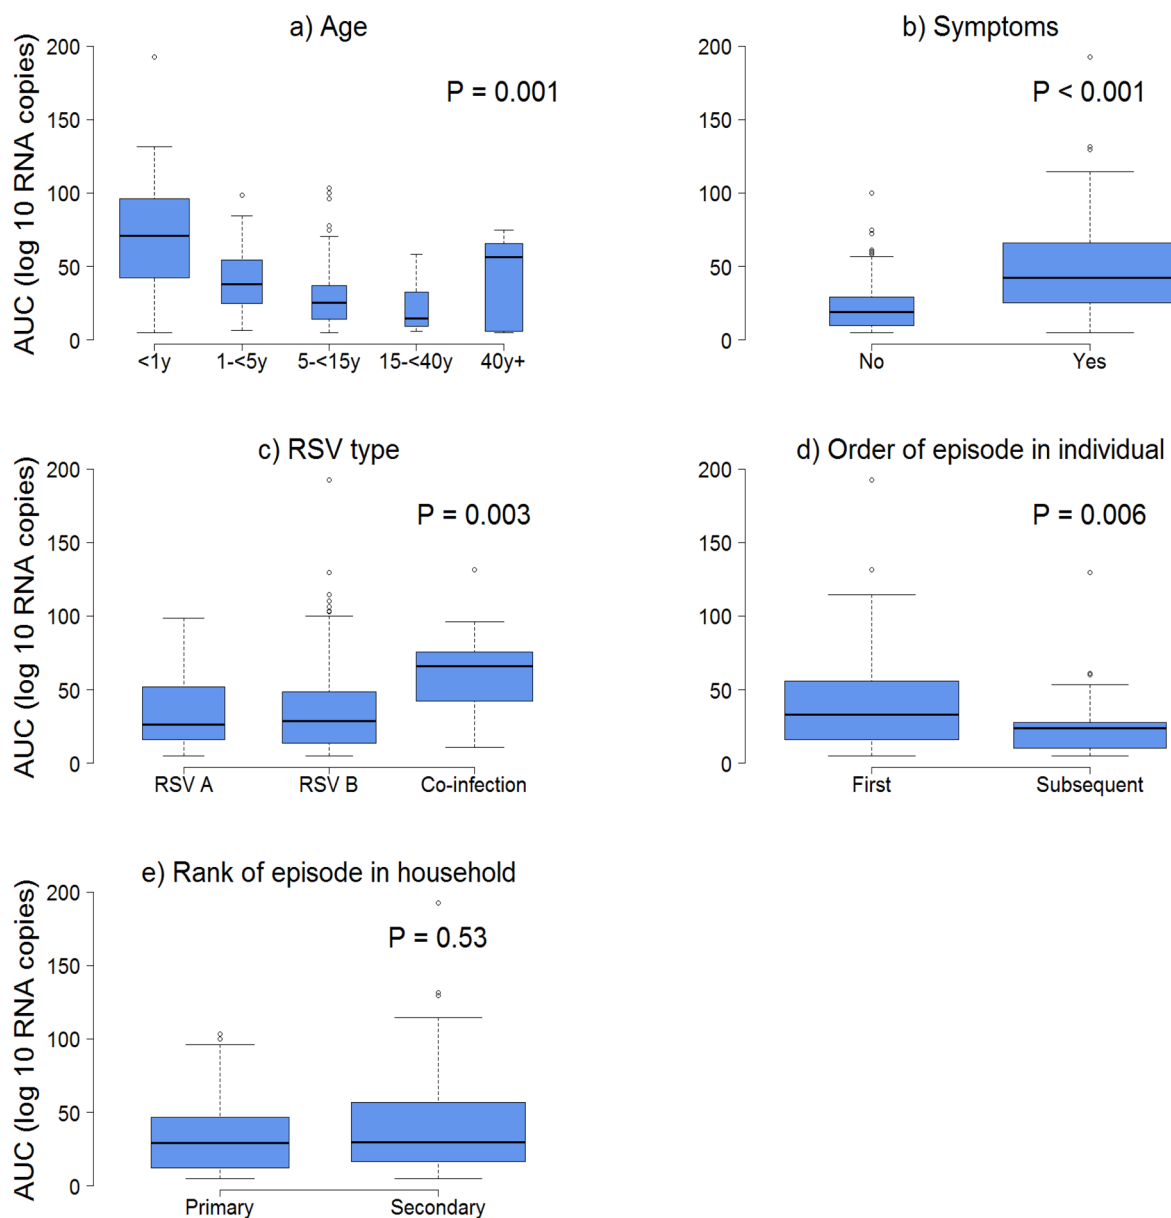 a) Age
AUC (log 10 RNA copies)
200
150
100
50
0
P = 0.001
<1y
1-<5y
5-<15y
15-<40y
40y+
b) Symptoms
200
150
100
50
0
P < 0.001
No
Yes
c) RSV type
AUC (log 10 RNA copies)
200
150
100
50
0
P = 0.003
RSV A
RSV B
Co-infection
d) Order of episode in individual
200
150
100
50
0
P = 0.006
First
Subsequent
e) Rank of episode in household
AUC (log 10 RNA copies)
200
150
100
50
0
P = 0.53
Primary
Secondary